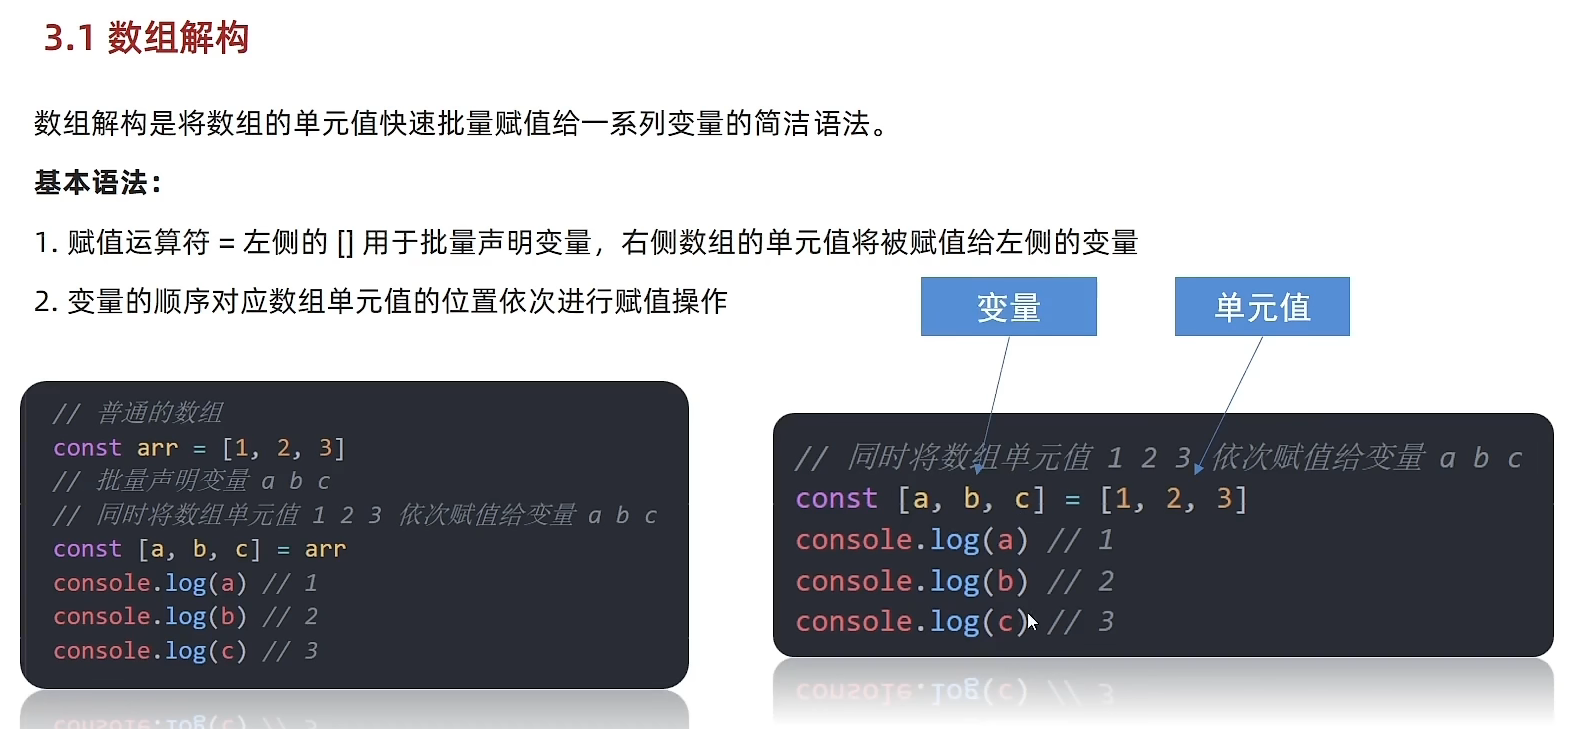 3.1 数组解构
数组解构是将数组的单元值快速批量赋值给一系列变量的简洁语法。
基本语法：
1. 赋值运算符 = 左侧的 [] 用于批量声明变量，右侧数组的单元值将被赋值给左侧的变量
2. 变量的顺序对应数组单元值的位置依次进行赋值操作
变量
单元值
// 普通的数组
const arr = [1, 2, 3]
// 批量声明变量 a b c
// 同时将数组单元值 1 2 3 依次赋值给变量 a b c
const [a, b, c] = arr
console.log(a) // 1
console.log(b) // 2
console.log(c) // 3
// 同时将数组单元值 1 2 3 依次赋值给变量 a b c
const [a, b, c] = [1, 2, 3]
console.log(a) // 1
console.log(b) // 2
console.log(c) // 3